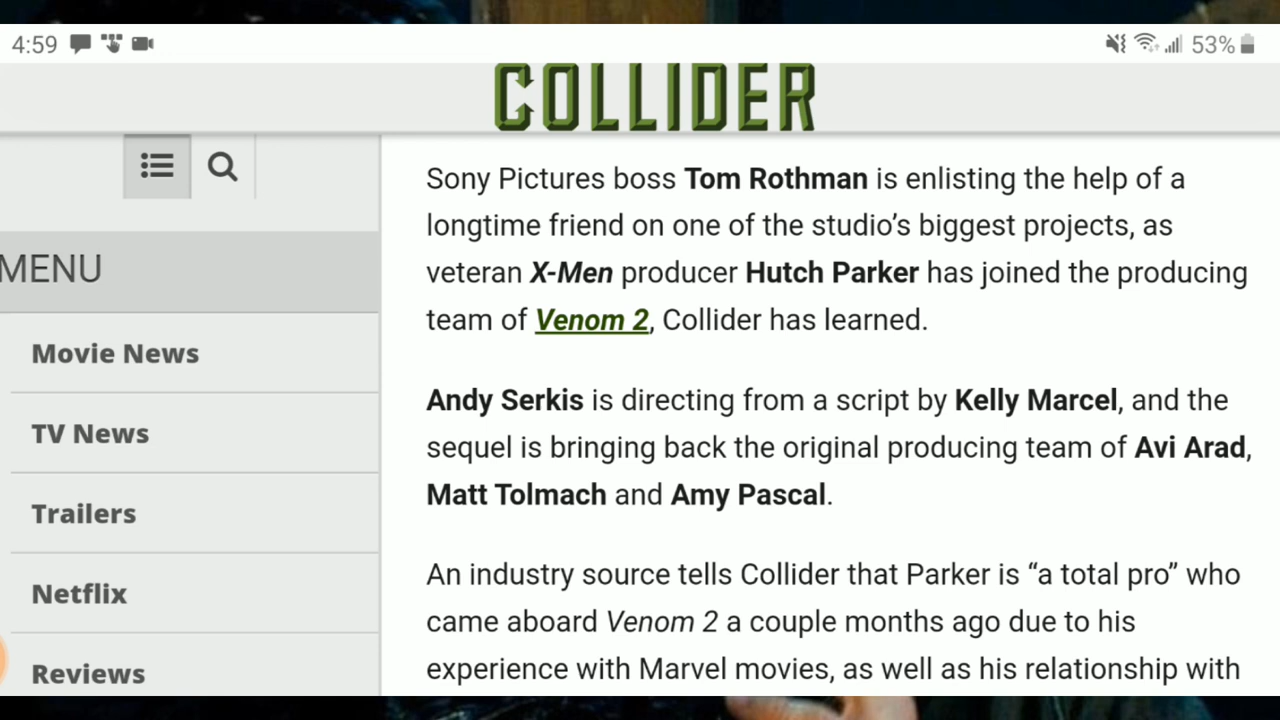 4:59
53%
COLLIDER
MENU
Movie News
TV News
Trailers
Netflix
Reviews
Sony Pictures boss Tom Rothman is enlisting the help of a
longtime friend on one of the studio’s biggest projects, as
veteran X-Men producer Hutch Parker has joined the producing
team of Venom 2, Collider has learned.
Andy Serkis is directing from a script by Kelly Marcel, and the
sequel is bringing back the original producing team of Avi Arad,
Matt Tolmach and Amy Pascal.
An industry source tells Collider that Parker is “a total pro” who
came aboard Venom 2 a couple months ago due to his
experience with Marvel movies, as well as his relationship with